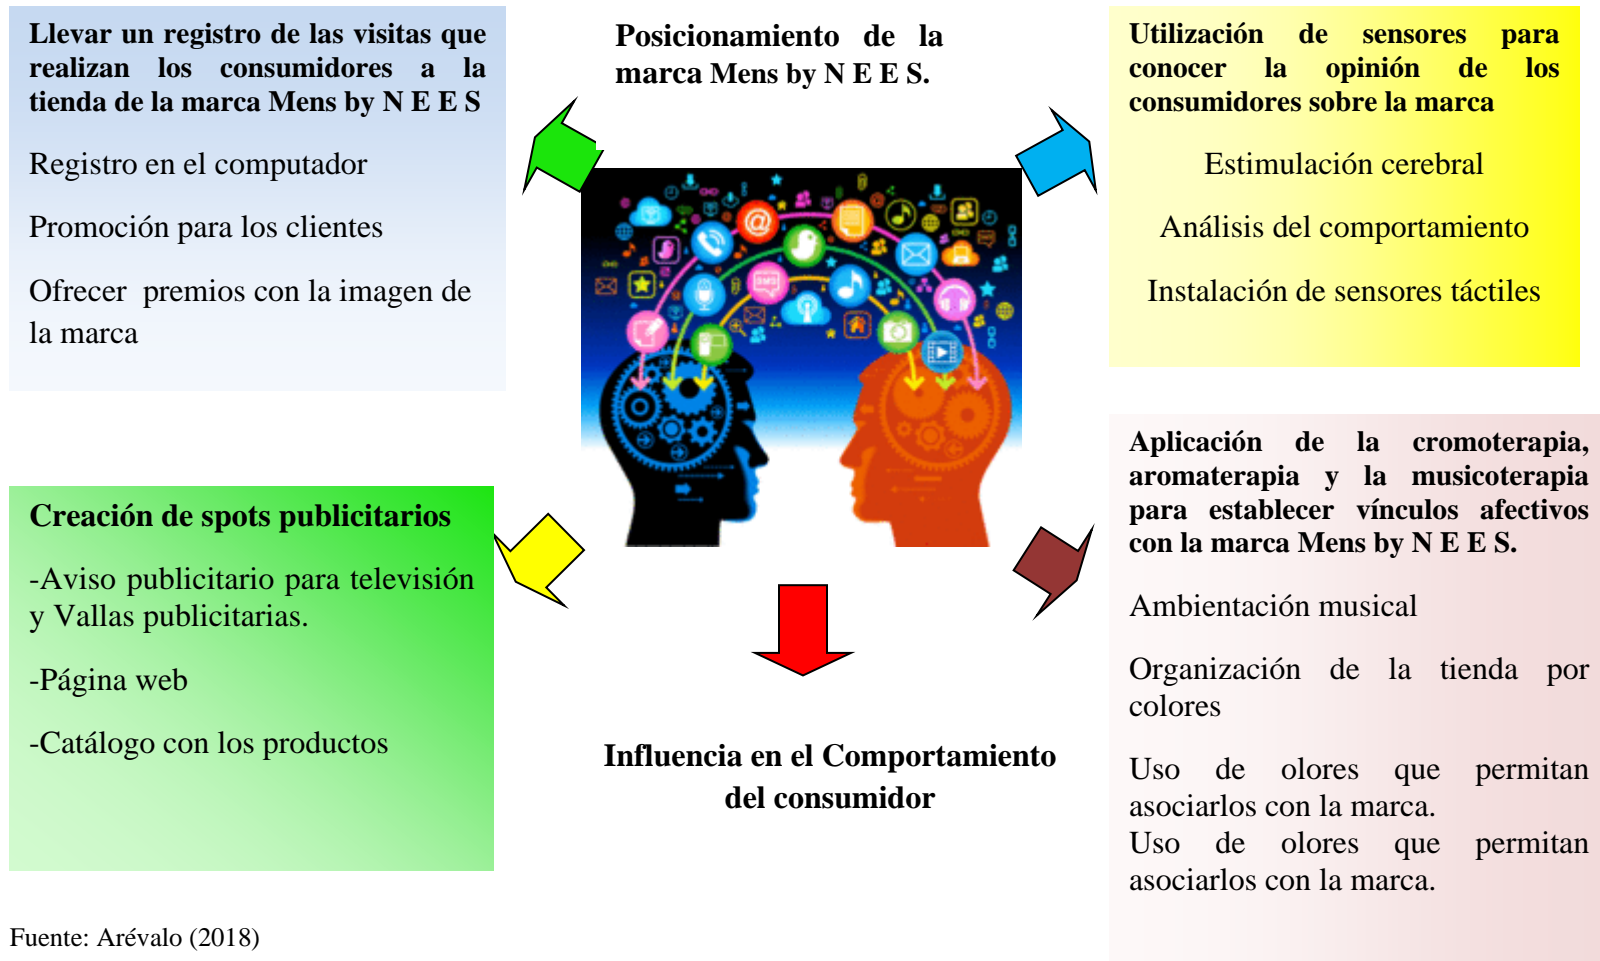 Llevar un registro de las visitas que
realizan los consumidores a la
tienda de la marca Mens by N E E S
Registro en el computador
Promoción para los clientes
Ofrecer premios con la imagen de
la marca
Posicionamiento de la
marca Mens by N E E S.
Utilización de sensores para
conocer la opinión de los
consumidores sobre la marca
Estimulación cerebral
Análisis del comportamiento
Instalación de sensores táctiles
@
SMS
Creación de spots publicitarios
-Aviso publicitario para televisión
y Vallas publicitarias.
-Página web
-Catálogo con los productos
Influencia en el Comportamiento
del consumidor
Aplicación de la cromoterapia,
aromaterapia y la musicoterapia
para establecer vínculos afectivos
con la marca Mens by N E E S.
Ambientación musical
Organización de la tienda por
colores
Uso de olores que permitan
asociarlos con la marca.
Uso de olores que permitan
asociarlos con la marca.
Fuente: Arévalo (2018)